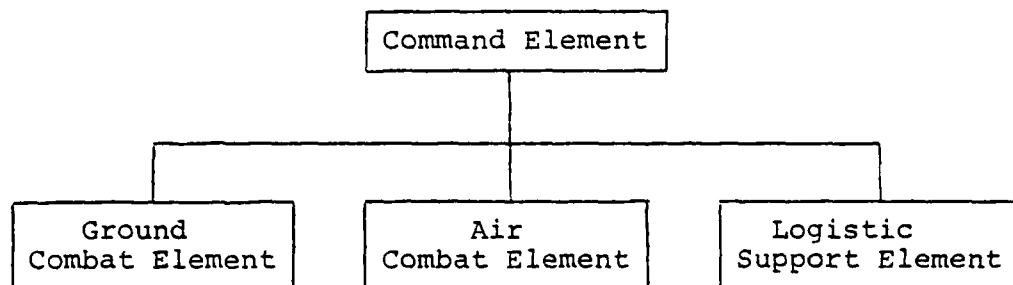 Command Element
Ground
Combat Element
Air
Combat Element
Logistic
Support Element